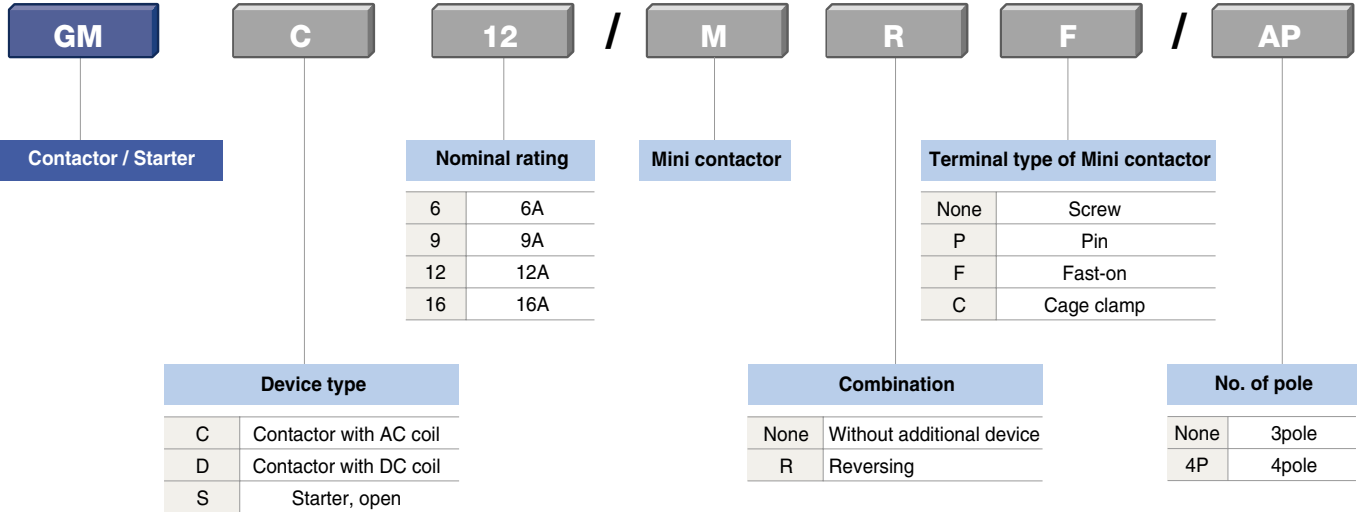 GM C 12 / M R F / AP
Contactor / Starter
Nominal rating
6 6A
9 9A
12 12A
16 16A
Mini contactor
Terminal type of Mini contactor
None Screw
P Pin
F Fast-on
C Cage clamp
Device type
C Contactor with AC coil
D Contactor with DC coil
S Starter, open
Combination
None Without additional device
R Reversing
No. of pole
None 3pole
4P 4pole